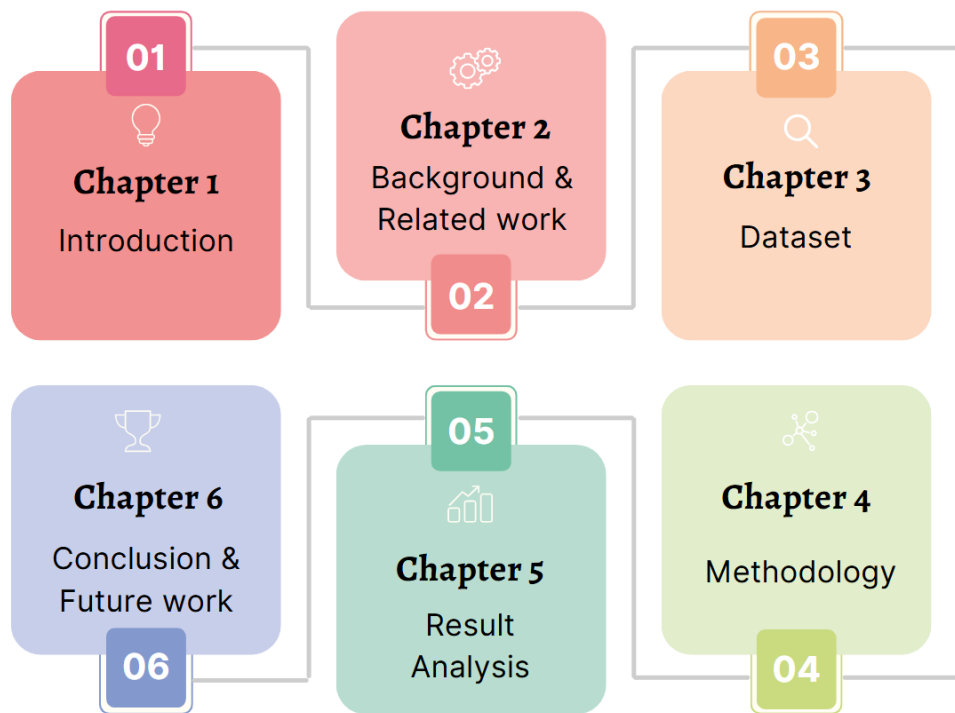 01
Chapter 1
Introduction
Chapter 2
Background &
Related work
02
03
Chapter 3
Dataset
Chapter 4
Methodology
04
05
Chapter 5
Result
Analysis
Chapter 6
Conclusion &
Future work
06